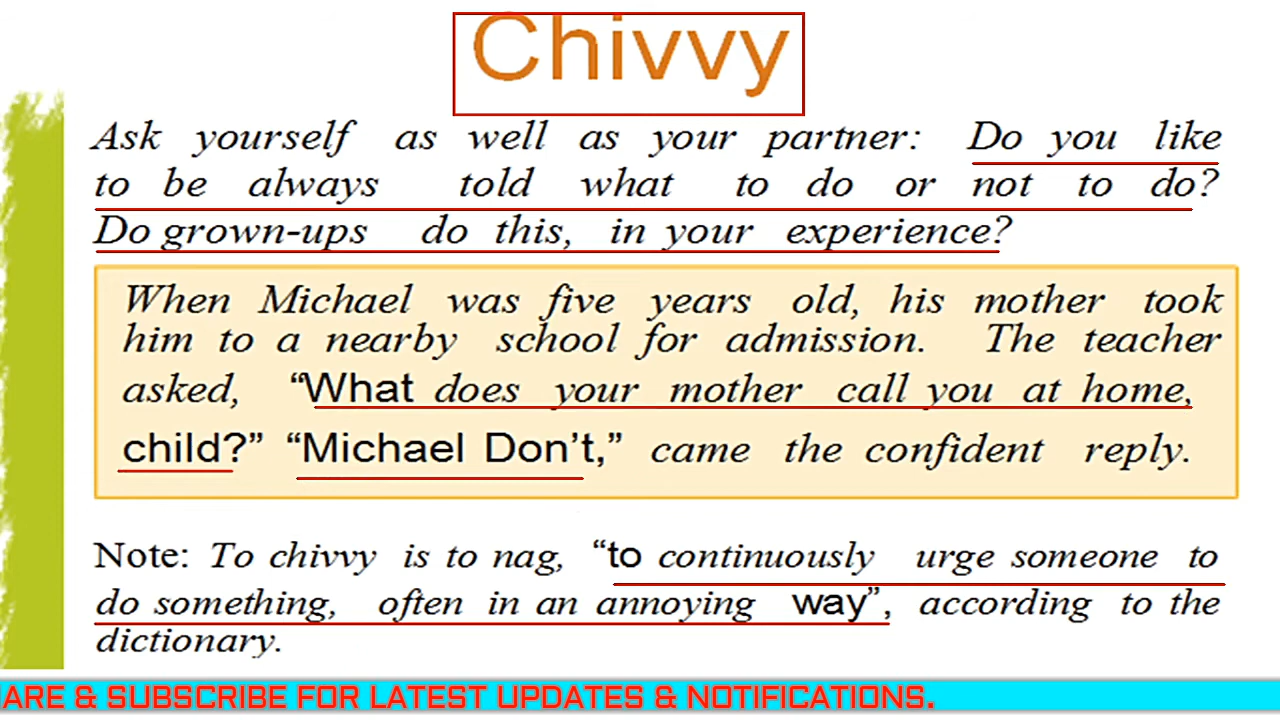 Chivvy
Ask yourself as well as your partner: Do you like
to be always told what to do or not to do?
Do grown-ups do this, in your experience?
When Michael was five years old, his mother took
him to a nearby school for admission. The teacher
asked, “What does your mother call you at home,
child?” “Michael Don’t,” came the confident reply.
Note: To chivvy is to nag, “to continuously urge someone to
do something, often in an annoying way”, according to the
dictionary.
ARE & SUBSCRIBE FOR LATEST UPDATES & NOTIFICATIONS.